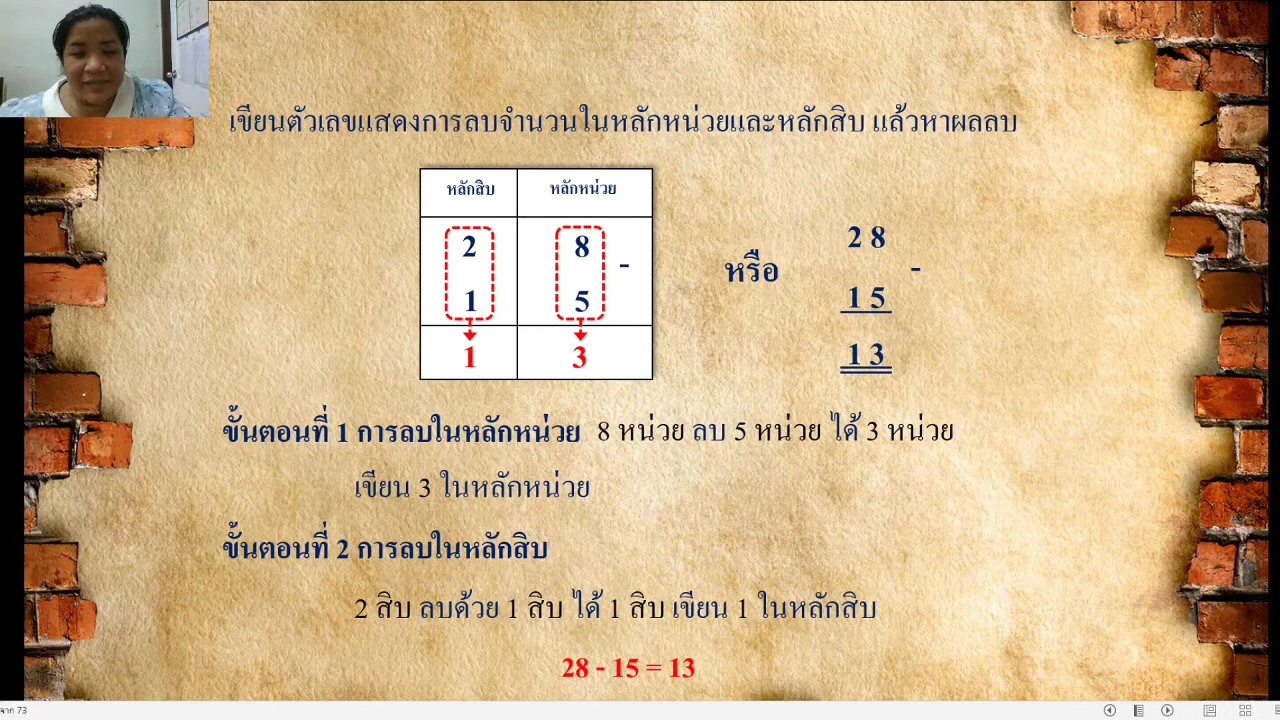 เขียนตัวเลขแสดงการลบจำนวนในหลักหน่วยและหลักสิบ แล้วหาผลลบ
หลักสิบ หลักหน่วย
2 8
-
1 5
1 3
หรือ
2 8
-
1 5
1 3
ขั้นตอนที่ 1 การลบในหลักหน่วย 8 หน่วย ลบ 5 หน่วย ได้ 3 หน่วย
เขียน 3 ในหลักหน่วย
ขั้นตอนที่ 2 การลบในหลักสิบ
2 สิบ ลบด้วย 1 สิบ ได้ 1 สิบ เขียน 1 ในหลักสิบ
28 - 15 = 13
จาก 73